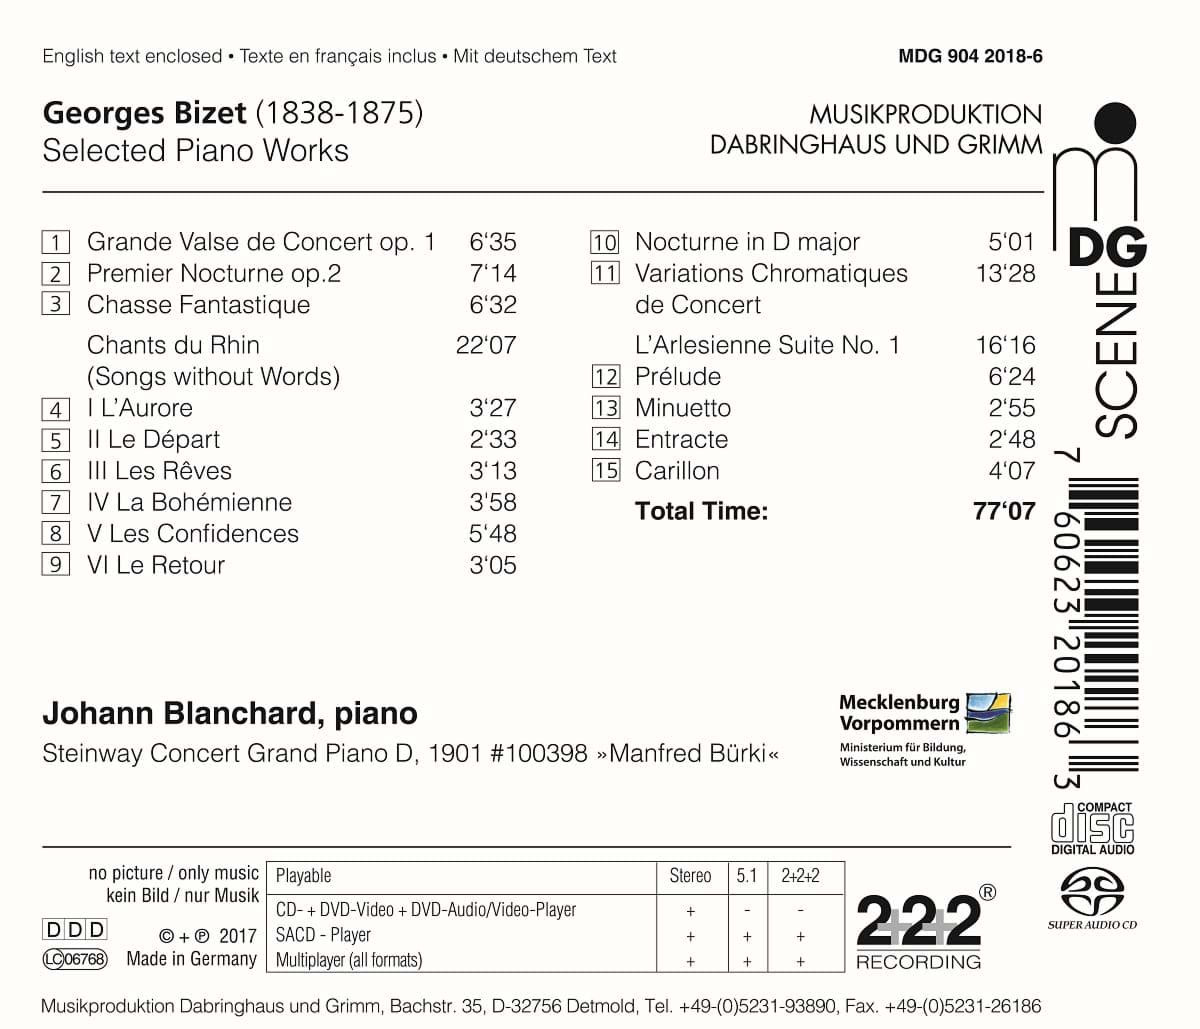 English text enclosed • Texte en français inclus • Mit deutschem Text
MDG 904 2018-6
Georges Bizet (1838-1875)
Selected Piano Works
MUSIKPRODUKTION
DABRINGHAUS UND GRIMM
1 Grande Valse de Concert op. 1 6‘35
2 Premier Nocturne op.2 7‘14
3 Chasse Fantastique 6‘32
Chants du Rhin 22‘07
(Songs without Words)
4 I L’Aurore 3‘27
5 II Le Départ 2‘33
6 III Les Rêves 3‘13
7 IV La Bohémienne 3'58
8 V Les Confidences 5‘48
9 VI Le Retour 3‘05
10 Nocturne in D major 5‘01
11 Variations Chromatiques 13‘28
de Concert
L’Arlesienne Suite No. 1 16‘16
12 Prélude 6‘24
13 Minuetto 2‘55
14 Entracte 2‘48
15 Carillon 4‘07
Total Time: 77‘07
mDG
SCENE
7 60623 20186 3
Johann Blanchard, piano
Steinway Concert Grand Piano D, 1901 #100398 »Manfred Bürki«
Mecklenburg
Vorpommern
Ministerium für Bildung,
Wissenschaft und Kultur
COMPACT
disc
DIGITAL AUDIO
SUPER AUDIO CD
no picture / only music
kein Bild / nur Musik
DDD
© + ℗ 2017
LC 06768
Made in Germany
Playable Stereo 5.1 2+2+2
CD- + DVD-Video + DVD-Audio/Video-Player + - -
SACD - Player + + +
Multiplayer (all formats) + + +
2+2+2®
RECORDING
Musikproduktion Dabringhaus und Grimm, Bachstr. 35, D-32756 Detmold, Tel. +49-(0)5231-93890, Fax. +49-(0)5231-26186